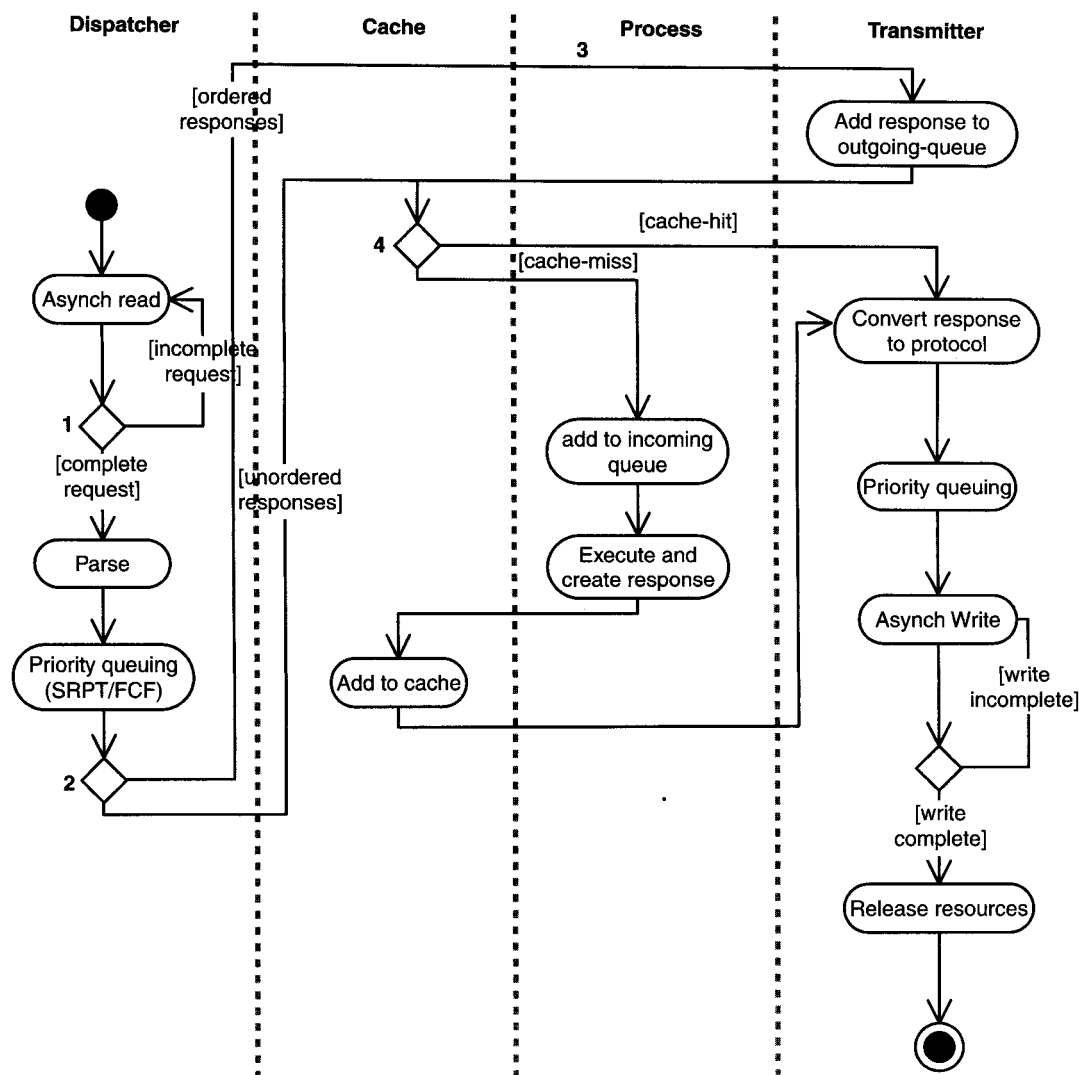 Dispatcher
Cache
Process
Transmitter
3
[ordered
responses]
Add response to
outgoing-queue
4
[cache-hit]
[cache-miss]
Asynch read
[incomplete
request]
Convert response
to protocol
1
[complete
request]
add to incoming
queue
[unordered
responses]
Priority queuing
Parse
Execute and
create response
Asynch Write
Priority queuing
(SRPT/FCF)
Add to cache
[write
incomplete]
2
[write
complete]
Release resources